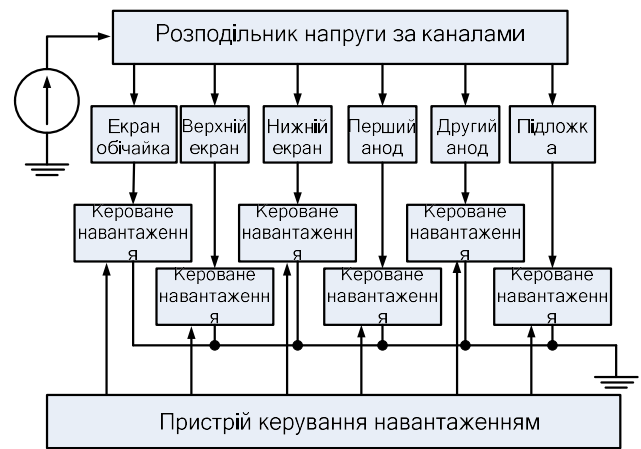 Розподільник напруги за каналами
Екран
обічайка
Верхній
екран
Нижній
екран
Перший
анод
Другий
анод
Підложк
а
Кероване
навантаженн
я
Кероване
навантаженн
я
Кероване
навантаженн
я
Кероване
навантаженн
я
Кероване
навантаженн
я
Кероване
навантаженн
я
Пристрій керування навантаженням